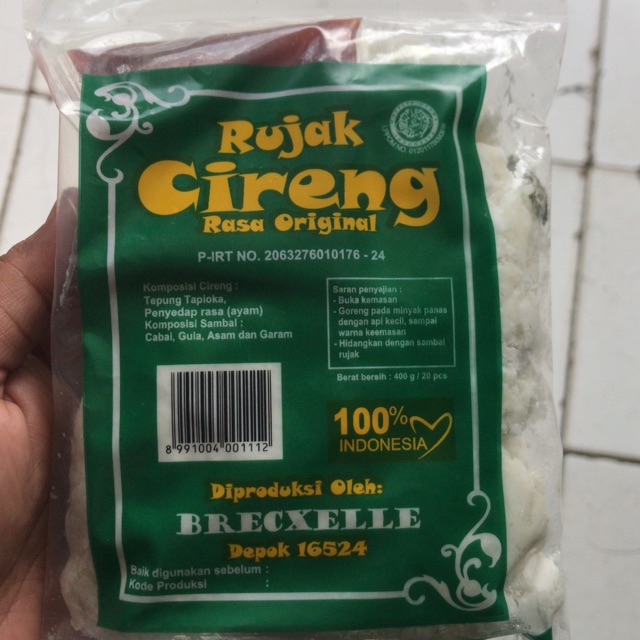 Rujak
Cireng
Rasa Original
P-IRT NO. 2063276010176 - 24
Komposisi Cireng :
Tepung Tapioka,
Penyedap rasa (ayam)
Komposisi Sambal :
Cabai, Gula, Asam dan Garam
Saran penyajian :
- Buka kemasan
- Goreng pada minyak panas
dengan api kecil, sampai
warna keemasan
- Hidangkan dengan sambal
rujak
Berat bersih : 400 g / 20 pcs
8 991004 001112
100%
INDONESIA
Diproduksi Oleh:
BRECXELLE
Depok 16524
Baik digunakan sebelum :
Kode Produksi :